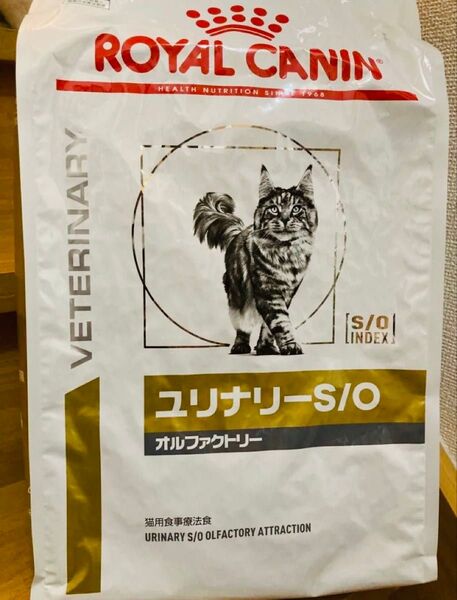 ROYAL CANIN
HEALTH NUTRITION SINCE 1968
VETERINARY
S/O
INDEX
ユリナリーS/O
オルファクトリー
猫用食事療法食
URINARY S/O OLFACTORY ATTRACTION